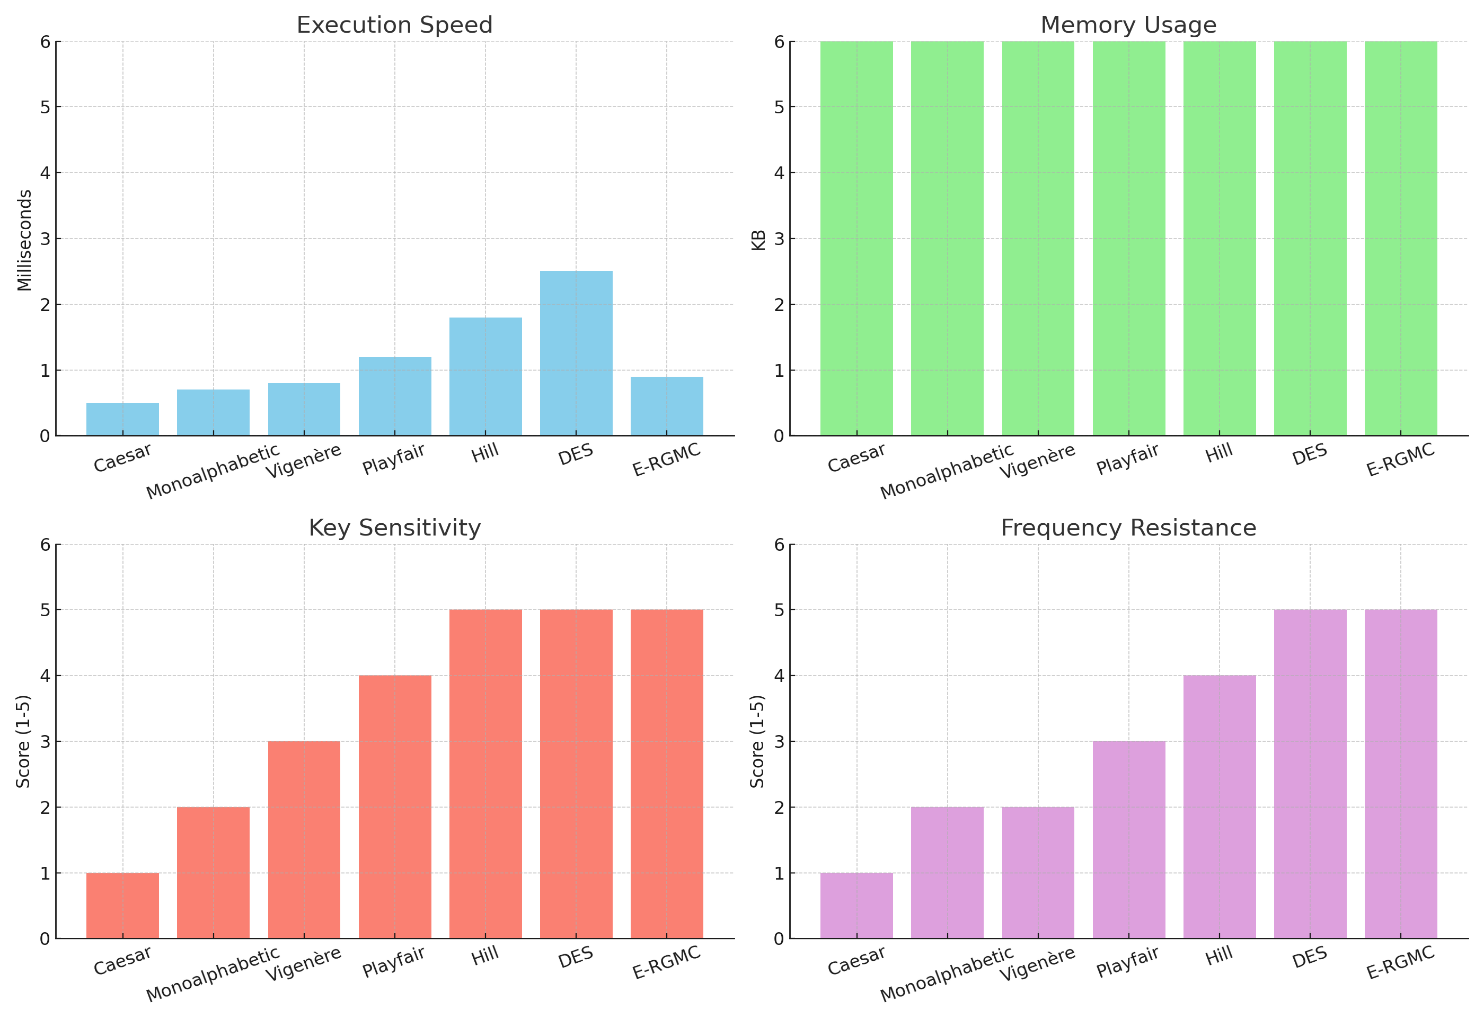 Execution Speed
Milliseconds
6
5
4
3
2
1
0
Caesar
Monoalphabetic
Vigenère
Playfair
Hill
DES
E-RGMC
Memory Usage
KB
6
5
4
3
2
1
0
Caesar
Monoalphabetic
Vigenère
Playfair
Hill
DES
E-RGMC
Key Sensitivity
Score (1-5)
6
5
4
3
2
1
0
Caesar
Monoalphabetic
Vigenère
Playfair
Hill
DES
E-RGMC
Frequency Resistance
Score (1-5)
6
5
4
3
2
1
0
Caesar
Monoalphabetic
Vigenère
Playfair
Hill
DES
E-RGMC